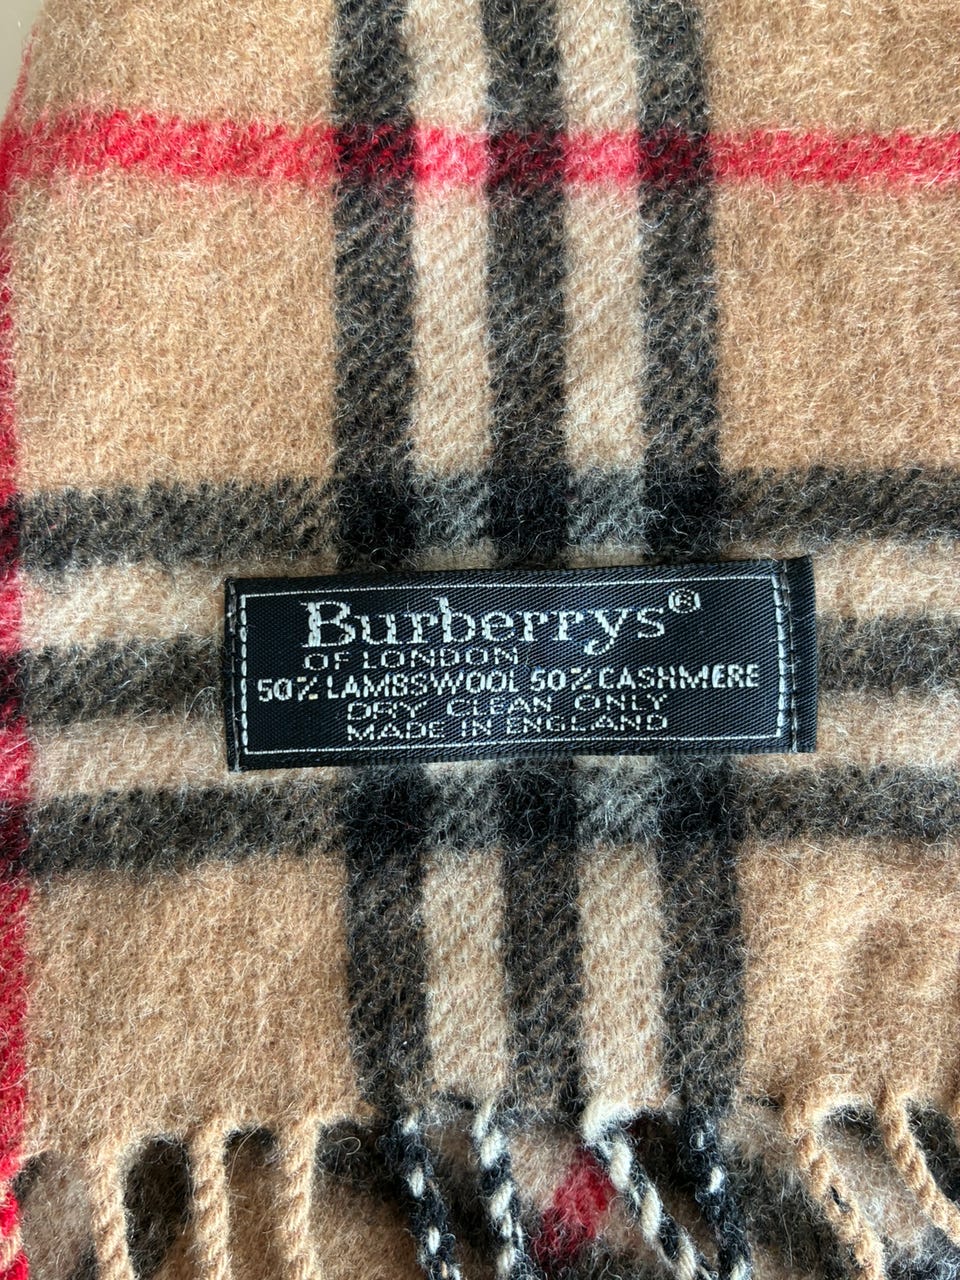 Burberrys®
OF LONDON
50% LAMBSWOOL 50% CASHMERE
DRY CLEAN ONLY
MADE IN ENGLAND